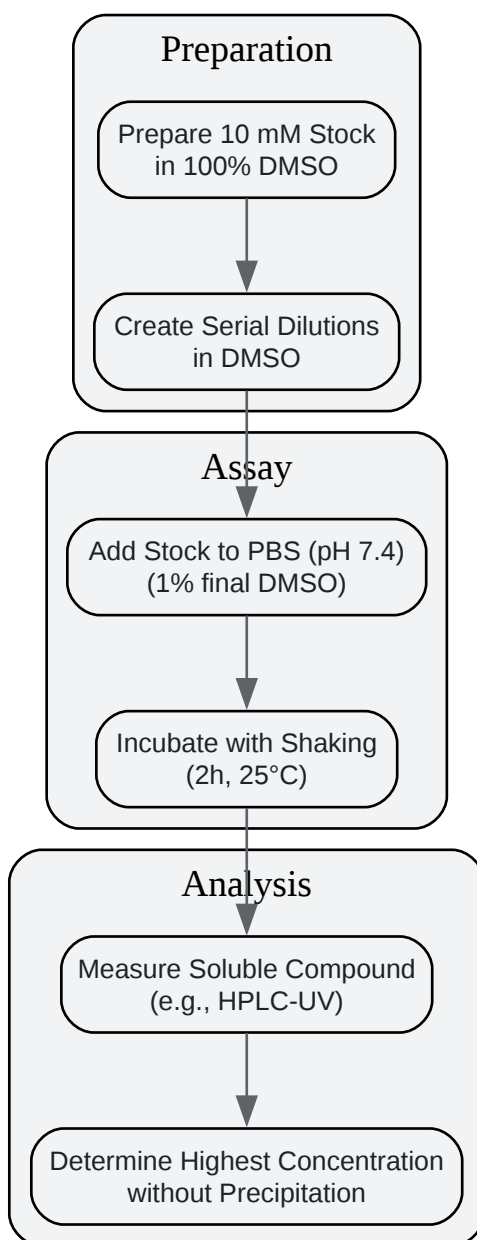 Preparation
Prepare 10 mM Stock
in 100% DMSO
Create Serial Dilutions
in DMSO
Assay
Add Stock to PBS (pH 7.4)
(1% final DMSO)
Incubate with Shaking
(2h, 25°C)
Analysis
Measure Soluble Compound
(e.g., HPLC-UV)
Determine Highest Concentration
without Precipitation